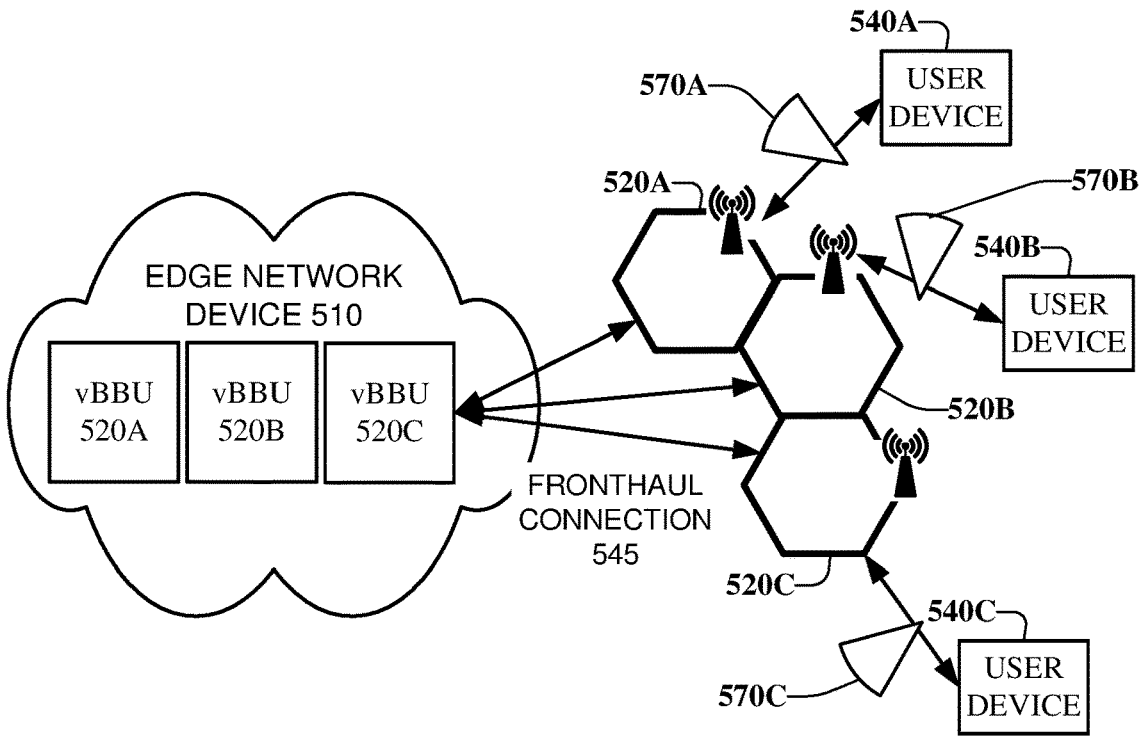 540A
USER
DEVICE
570A
520A
570B
540B
USER
DEVICE
EDGE NETWORK
DEVICE 510
vBBU
520A
vBBU
520B
vBBU
520C
520B
FRONTHAUL
CONNECTION
545
520C
540C
USER
DEVICE
570C